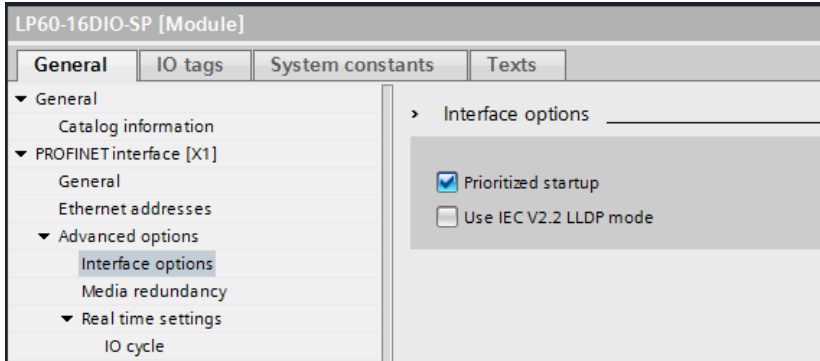 LP60-16DIO-SP [Module]
General IO tags System constants Texts
General
Catalog information
PROFINET interface [X1]
General
Ethernet addresses
Advanced options
Interface options
Media redundancy
Real time settings
IO cycle
Interface options
Prioritized startup
Use IEC V2.2 LLDP mode